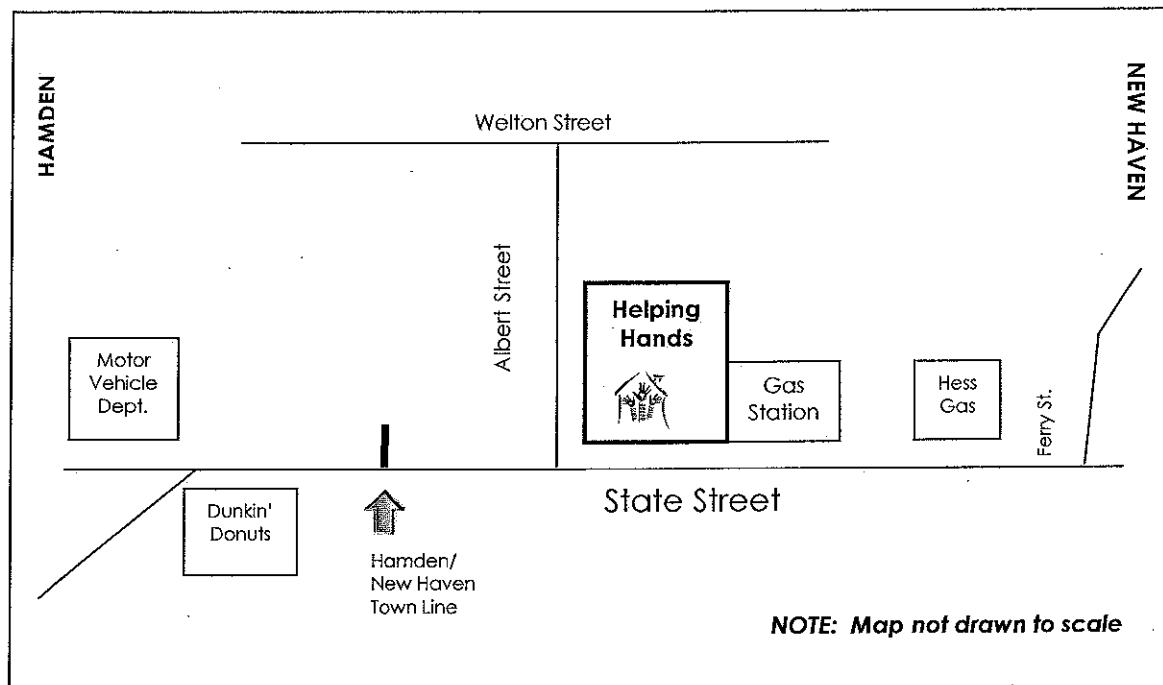 HAMDEN
NEW HAVEN
Welton Street
Albert Street
Helping
Hands
Motor
Vehicle
Dept.
Gas
Station
Hess
Gas
Ferry St.
State Street
Dunkin'
Donuts
Hamden/
New Haven
Town Line
NOTE: Map not drawn to scale